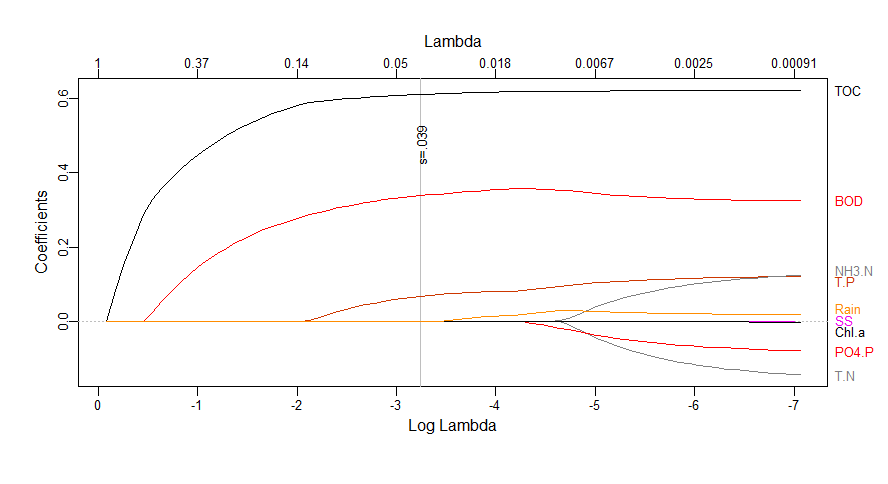 Lambda
1 0.37 0.14 0.05 0.018 0.0067 0.0025 0.00091
Coefficients
0.6
0.4
0.2
0.0
s=.039
TOC
BOD
NH3.N
T.P
Rain
SS
Chl.a
PO4.P
T.N
0 -1 -2 -3 -4 -5 -6 -7
Log Lambda